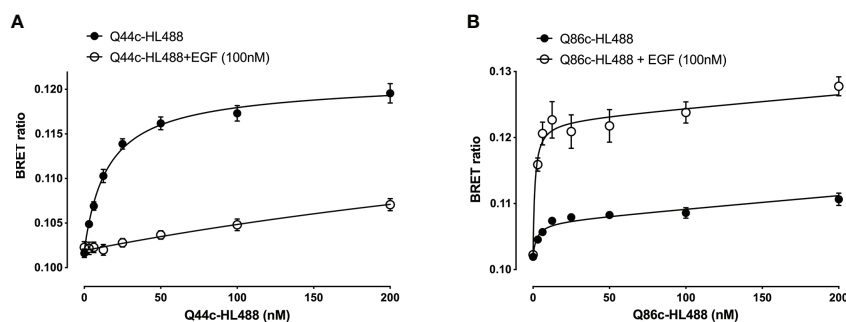 A
Q44c-HL488
Q44c-HL488+EGF (100nM)
BRET ratio
0.120
0.115
0.110
0.105
0.100
0
50
100
150
200
Q44c-HL488 (nM)
B
Q86c-HL488
Q86c-HL488 + EGF (100nM)
BRET ratio
0.13
0.12
0.11
0.10
0
50
100
150
200
Q86c-HL488 (nM)